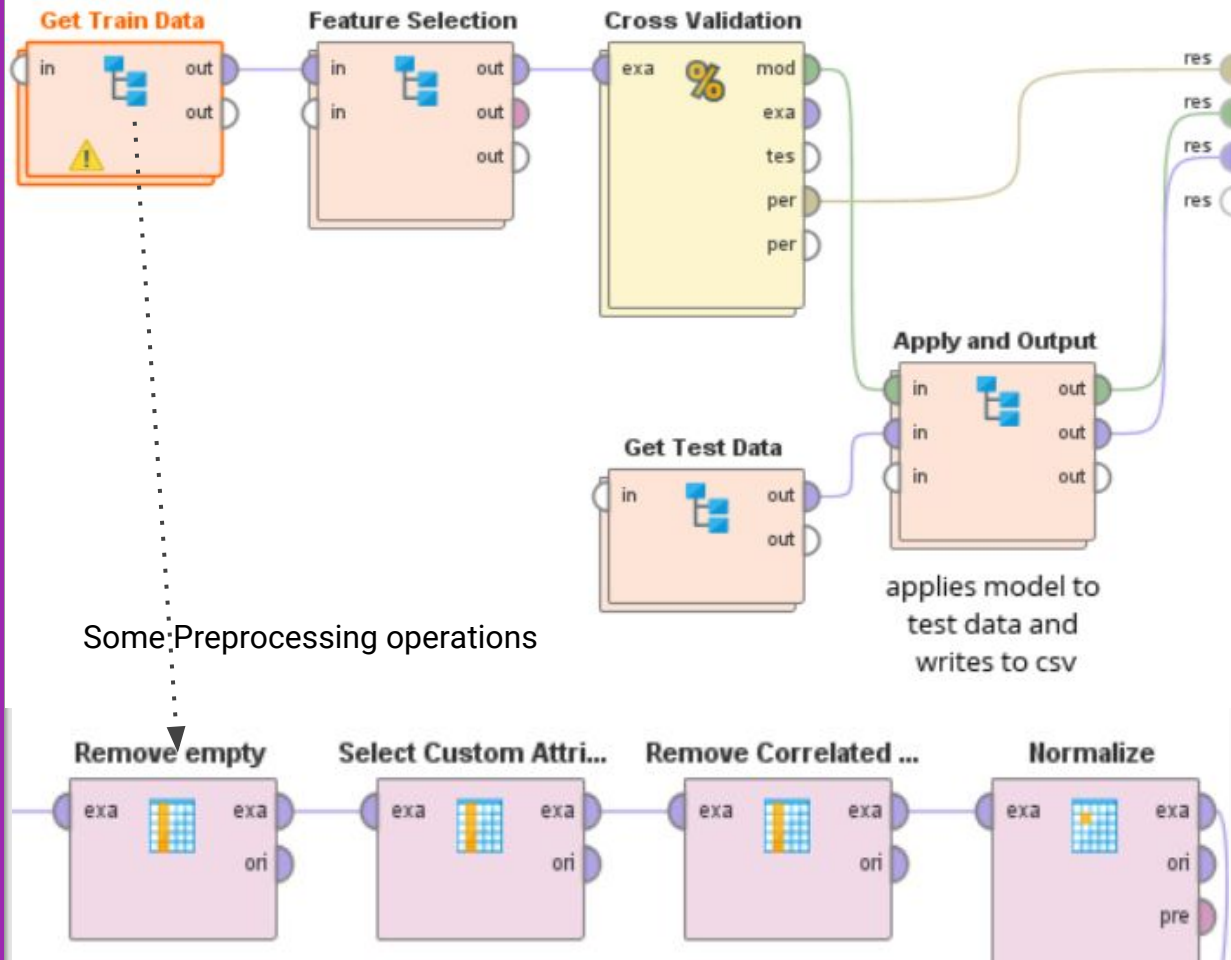 Get Train Data
in out
out
Feature Selection
in out
in out
out
Cross Validation
exa mod
exa
tes
per
per
res
res
res
res
Apply and Output
in out
in out
in out
applies model to
test data and
writes to csv
Get Test Data
in out
out
Some Preprocessing operations
Remove empty
exa exa
ori
Select Custom Attri...
exa exa
ori
Remove Correlated ...
exa exa
ori
Normalize
exa exa
ori
pre